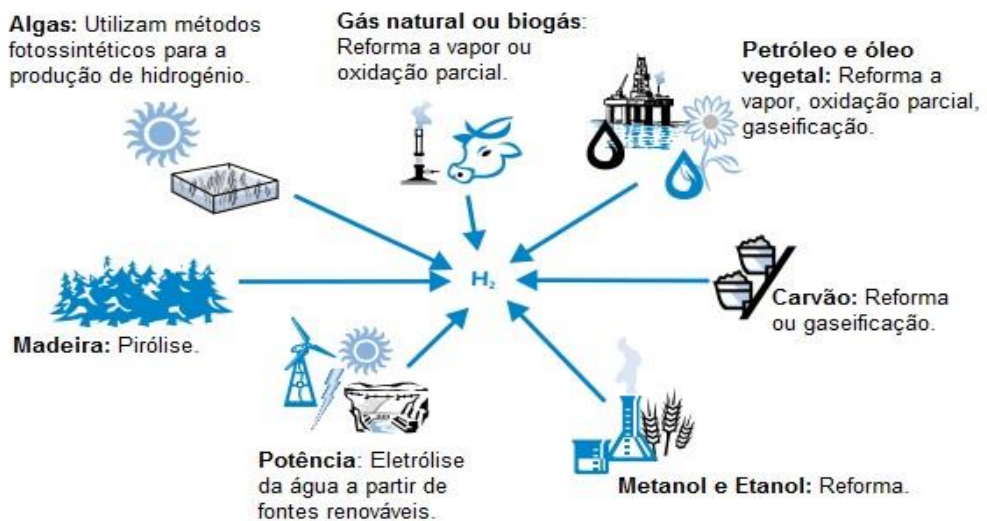 Algas: Utilizam métodos
fotossintéticos para a
produção de hidrogénio.
Gás natural ou biogás:
Reforma a vapor ou
oxidação parcial.
Petróleo e óleo
vegetal: Reforma a
vapor, oxidação parcial,
gaseificação.
H₂
Madeira: Pirólise.
Carvão: Reforma
ou gaseificação.
Potência: Eletrólise
da água a partir de
fontes renováveis.
Metanol e Etanol: Reforma.